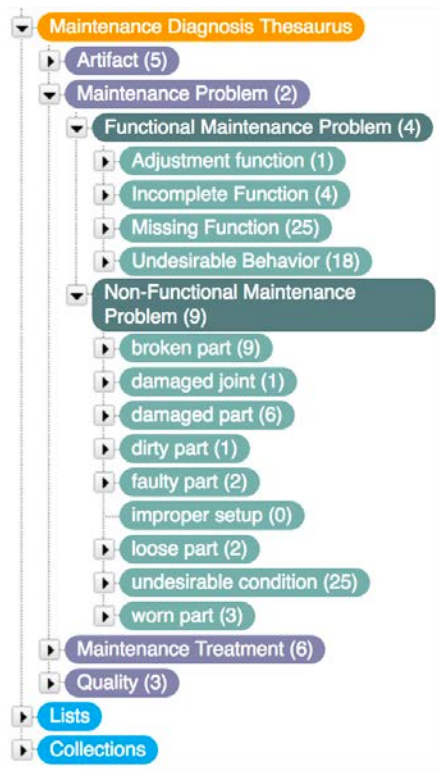 Maintenance Diagnosis Thesaurus
Artifact (5)
Maintenance Problem (2)
Functional Maintenance Problem (4)
Adjustment function (1)
Incomplete Function (4)
Missing Function (25)
Undesirable Behavior (18)
Non-Functional Maintenance
Problem (9)
broken part (9)
damaged joint (1)
damaged part (6)
dirty part (1)
faulty part (2)
improper setup (0)
loose part (2)
undesirable condition (25)
worn part (3)
Maintenance Treatment (6)
Quality (3)
Lists
Collections